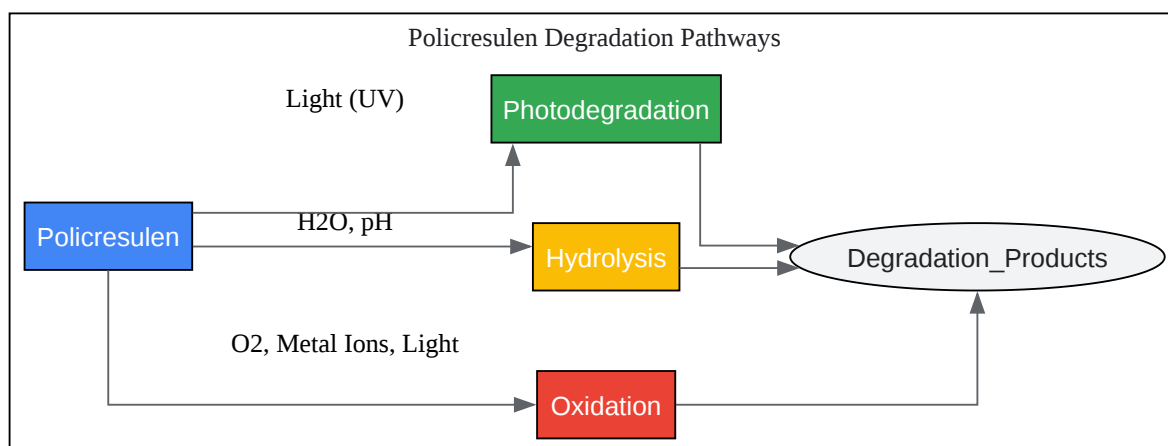 Policresulen Degradation Pathways
Light (UV)
Photodegradation
Policresulen
H2O, pH
Hydrolysis
Degradation_Products
O2, Metal Ions, Light
Oxidation